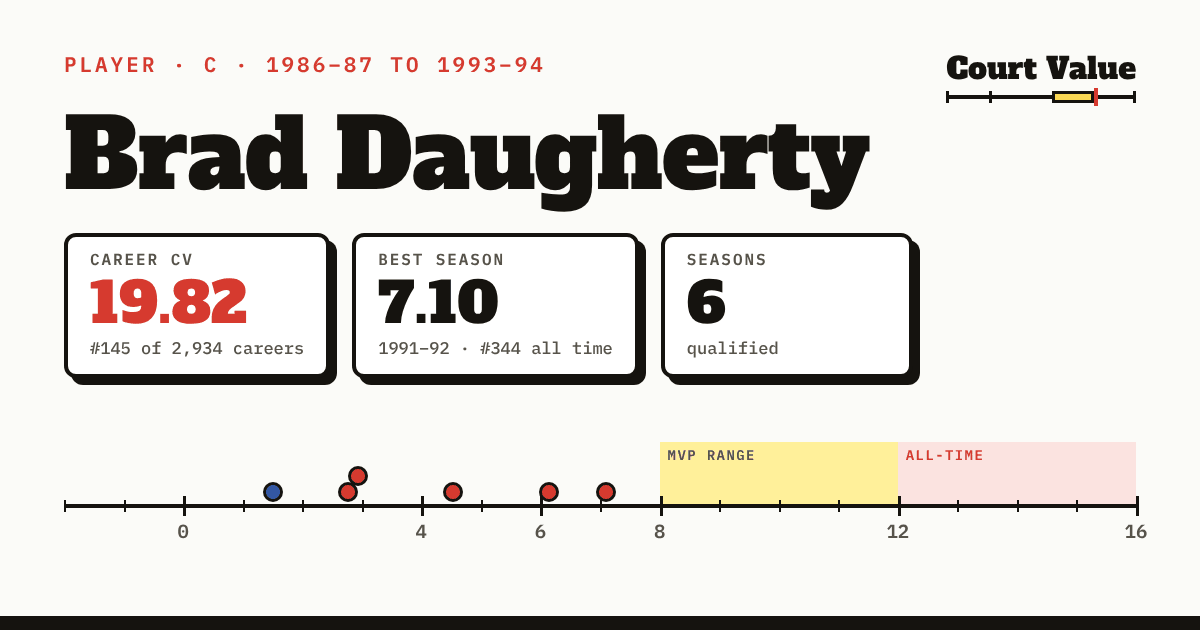 PLAYER · C · 1986–87 TO 1993–94
Court Value
Brad Daugherty
CAREER CV
19.82
#145 of 2,934 careers
BEST SEASON
7.10
1991–92 · #344 all time
SEASONS
6
qualified
MVP RANGE
ALL-TIME
0 4 6 8 12 16